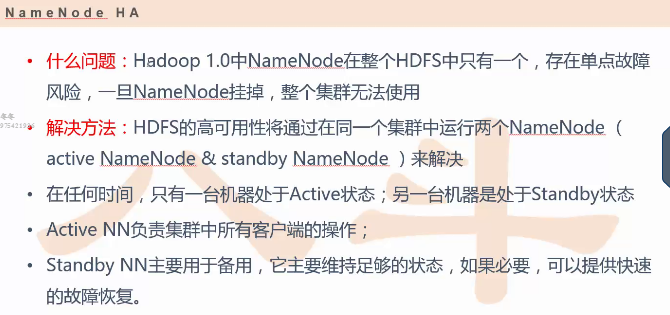 NameNode HA
• 什么问题：Hadoop 1.0中NameNode在整个HDFS中只有一个，存在单点故障
风险，一旦NameNode挂掉，整个集群无法使用
• 解决方法：HDFS的高可用性将通过在同一个集群中运行两个NameNode （
active NameNode & standby NameNode ）来解决
• 在任何时间，只有一台机器处于Active状态；另一台机器是处于Standby状态
• Active NN负责集群中所有客户端的操作；
• Standby NN主要用于备用，它主要维持足够的状态，如果必要，可以提供快速
的故障恢复。
八斗